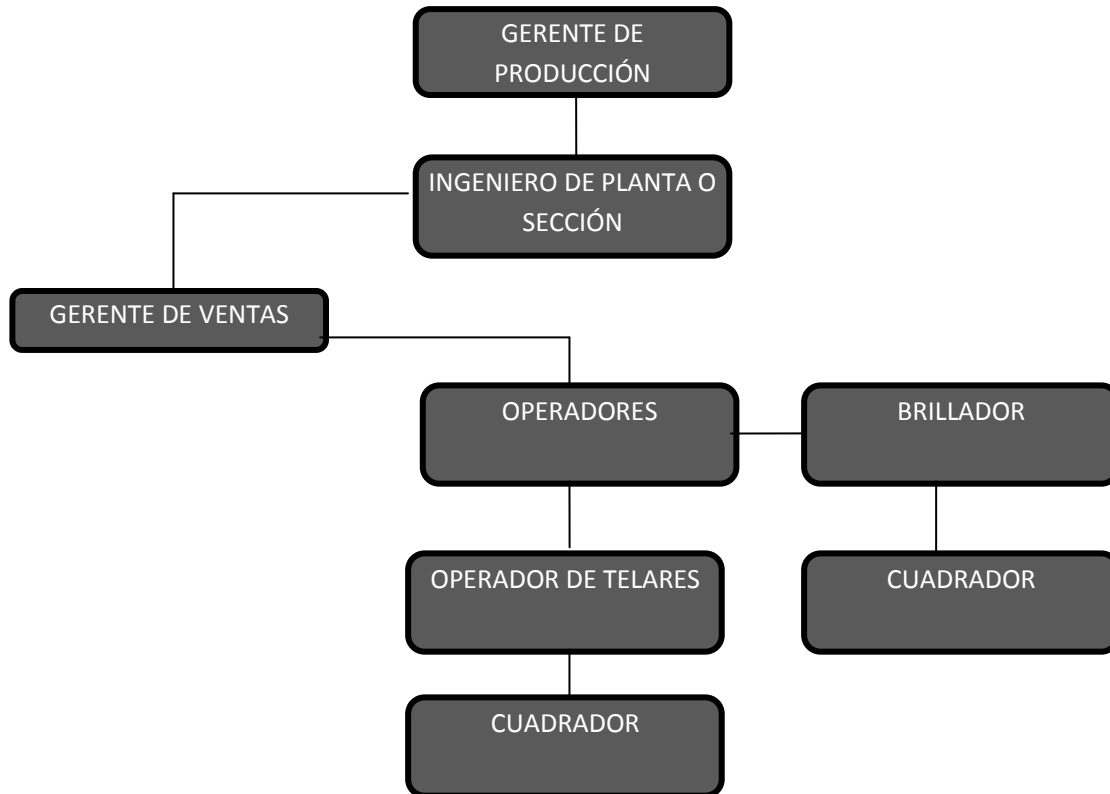 GERENTE DE
PRODUCCIÓN
INGENIERO DE PLANTA O
SECCIÓN
GERENTE DE VENTAS
OPERADORES
BRILLADOR
OPERADOR DE TELARES
CUADRADOR
CUADRADOR